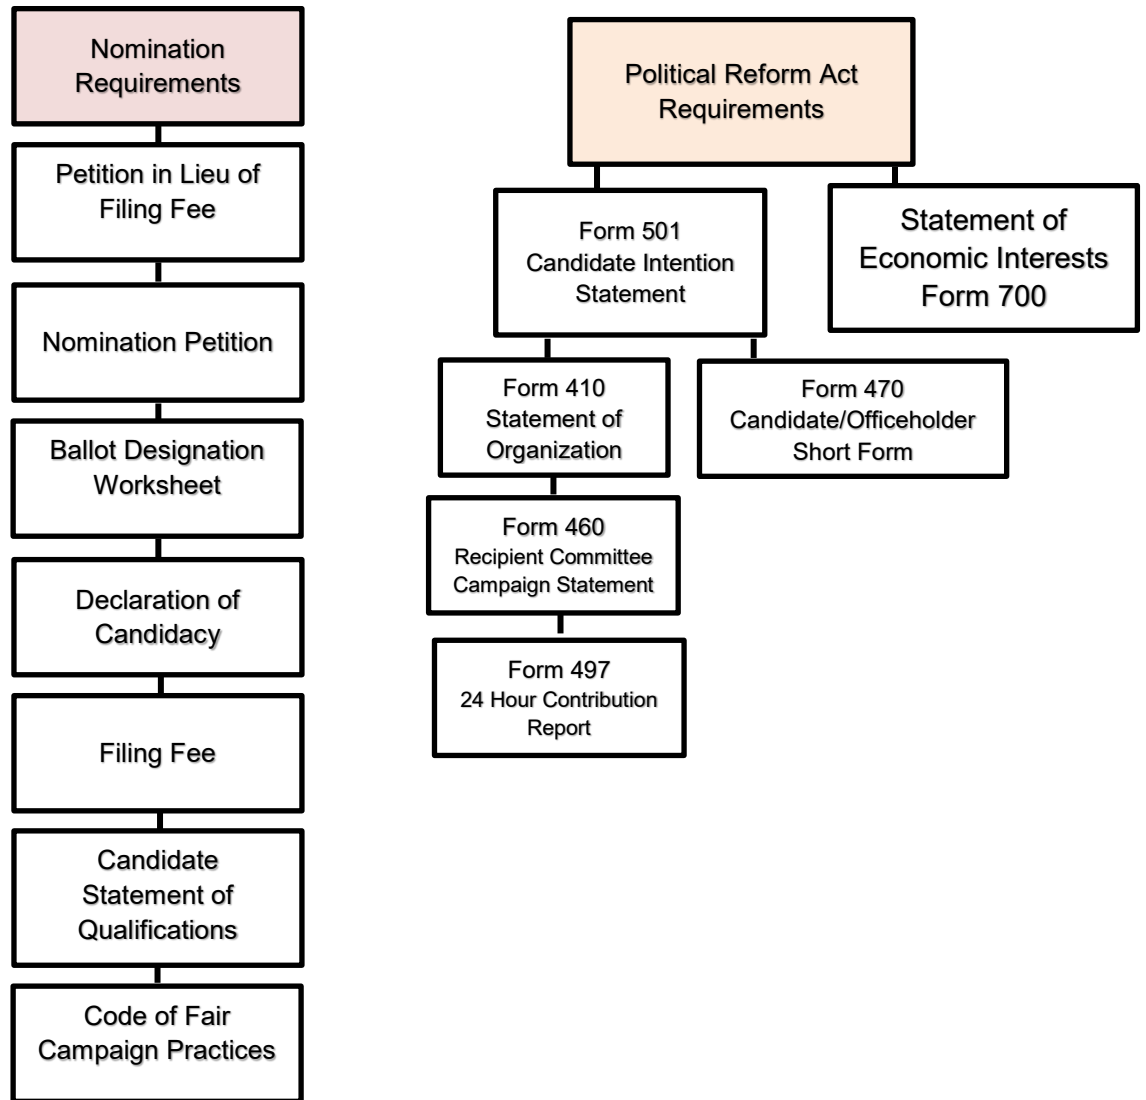 Nomination
Requirements
Petition in Lieu of
Filing Fee
Nomination Petition
Ballot Designation
Worksheet
Declaration of
Candidacy
Filing Fee
Candidate
Statement of
Qualifications
Code of Fair
Campaign Practices
Political Reform Act
Requirements
Form 501
Candidate Intention
Statement
Statement of
Economic Interests
Form 700
Form 410
Statement of
Organization
Form 470
Candidate/Officeholder
Short Form
Form 460
Recipient Committee
Campaign Statement
Form 497
24 Hour Contribution
Report